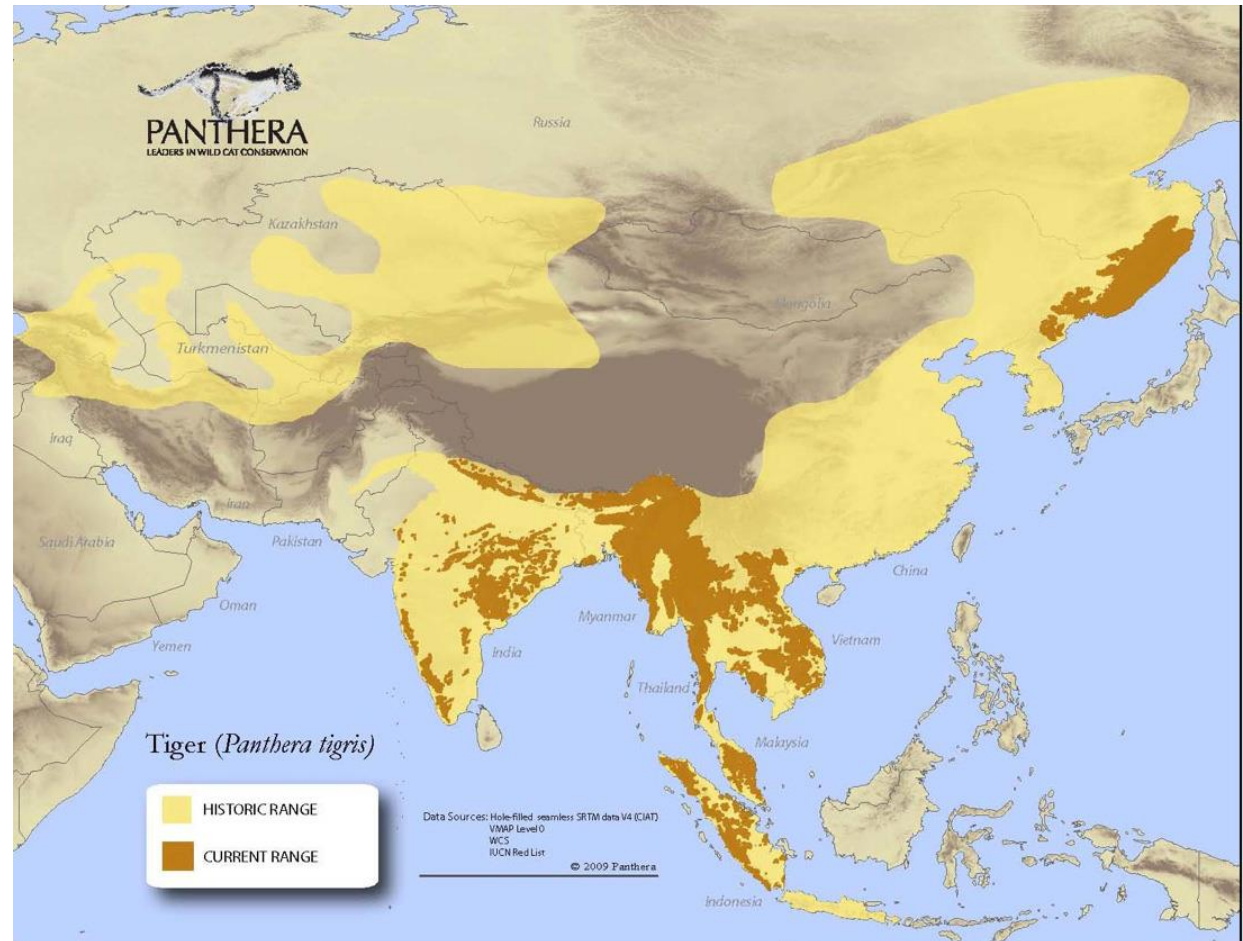 PANTHERA
LEADERS IN WILD CAT CONSERVATION
Russia
Kazakhstan
Mongolia
Turkmenistan
Iraq
Iran
Pakistan
Saudi Arabia
China
Oman
Myanmar
Vietnam
Yemen
India
Thailand
Malaysia
Tiger (Panthera tigris)
HISTORIC RANGE
CURRENT RANGE
Data Sources: Hole-filled seamless SRTM data V4 (CIAT)
VMAP Level 0
WCS
IUCN Red List
© 2009 Panthera
Indonesia